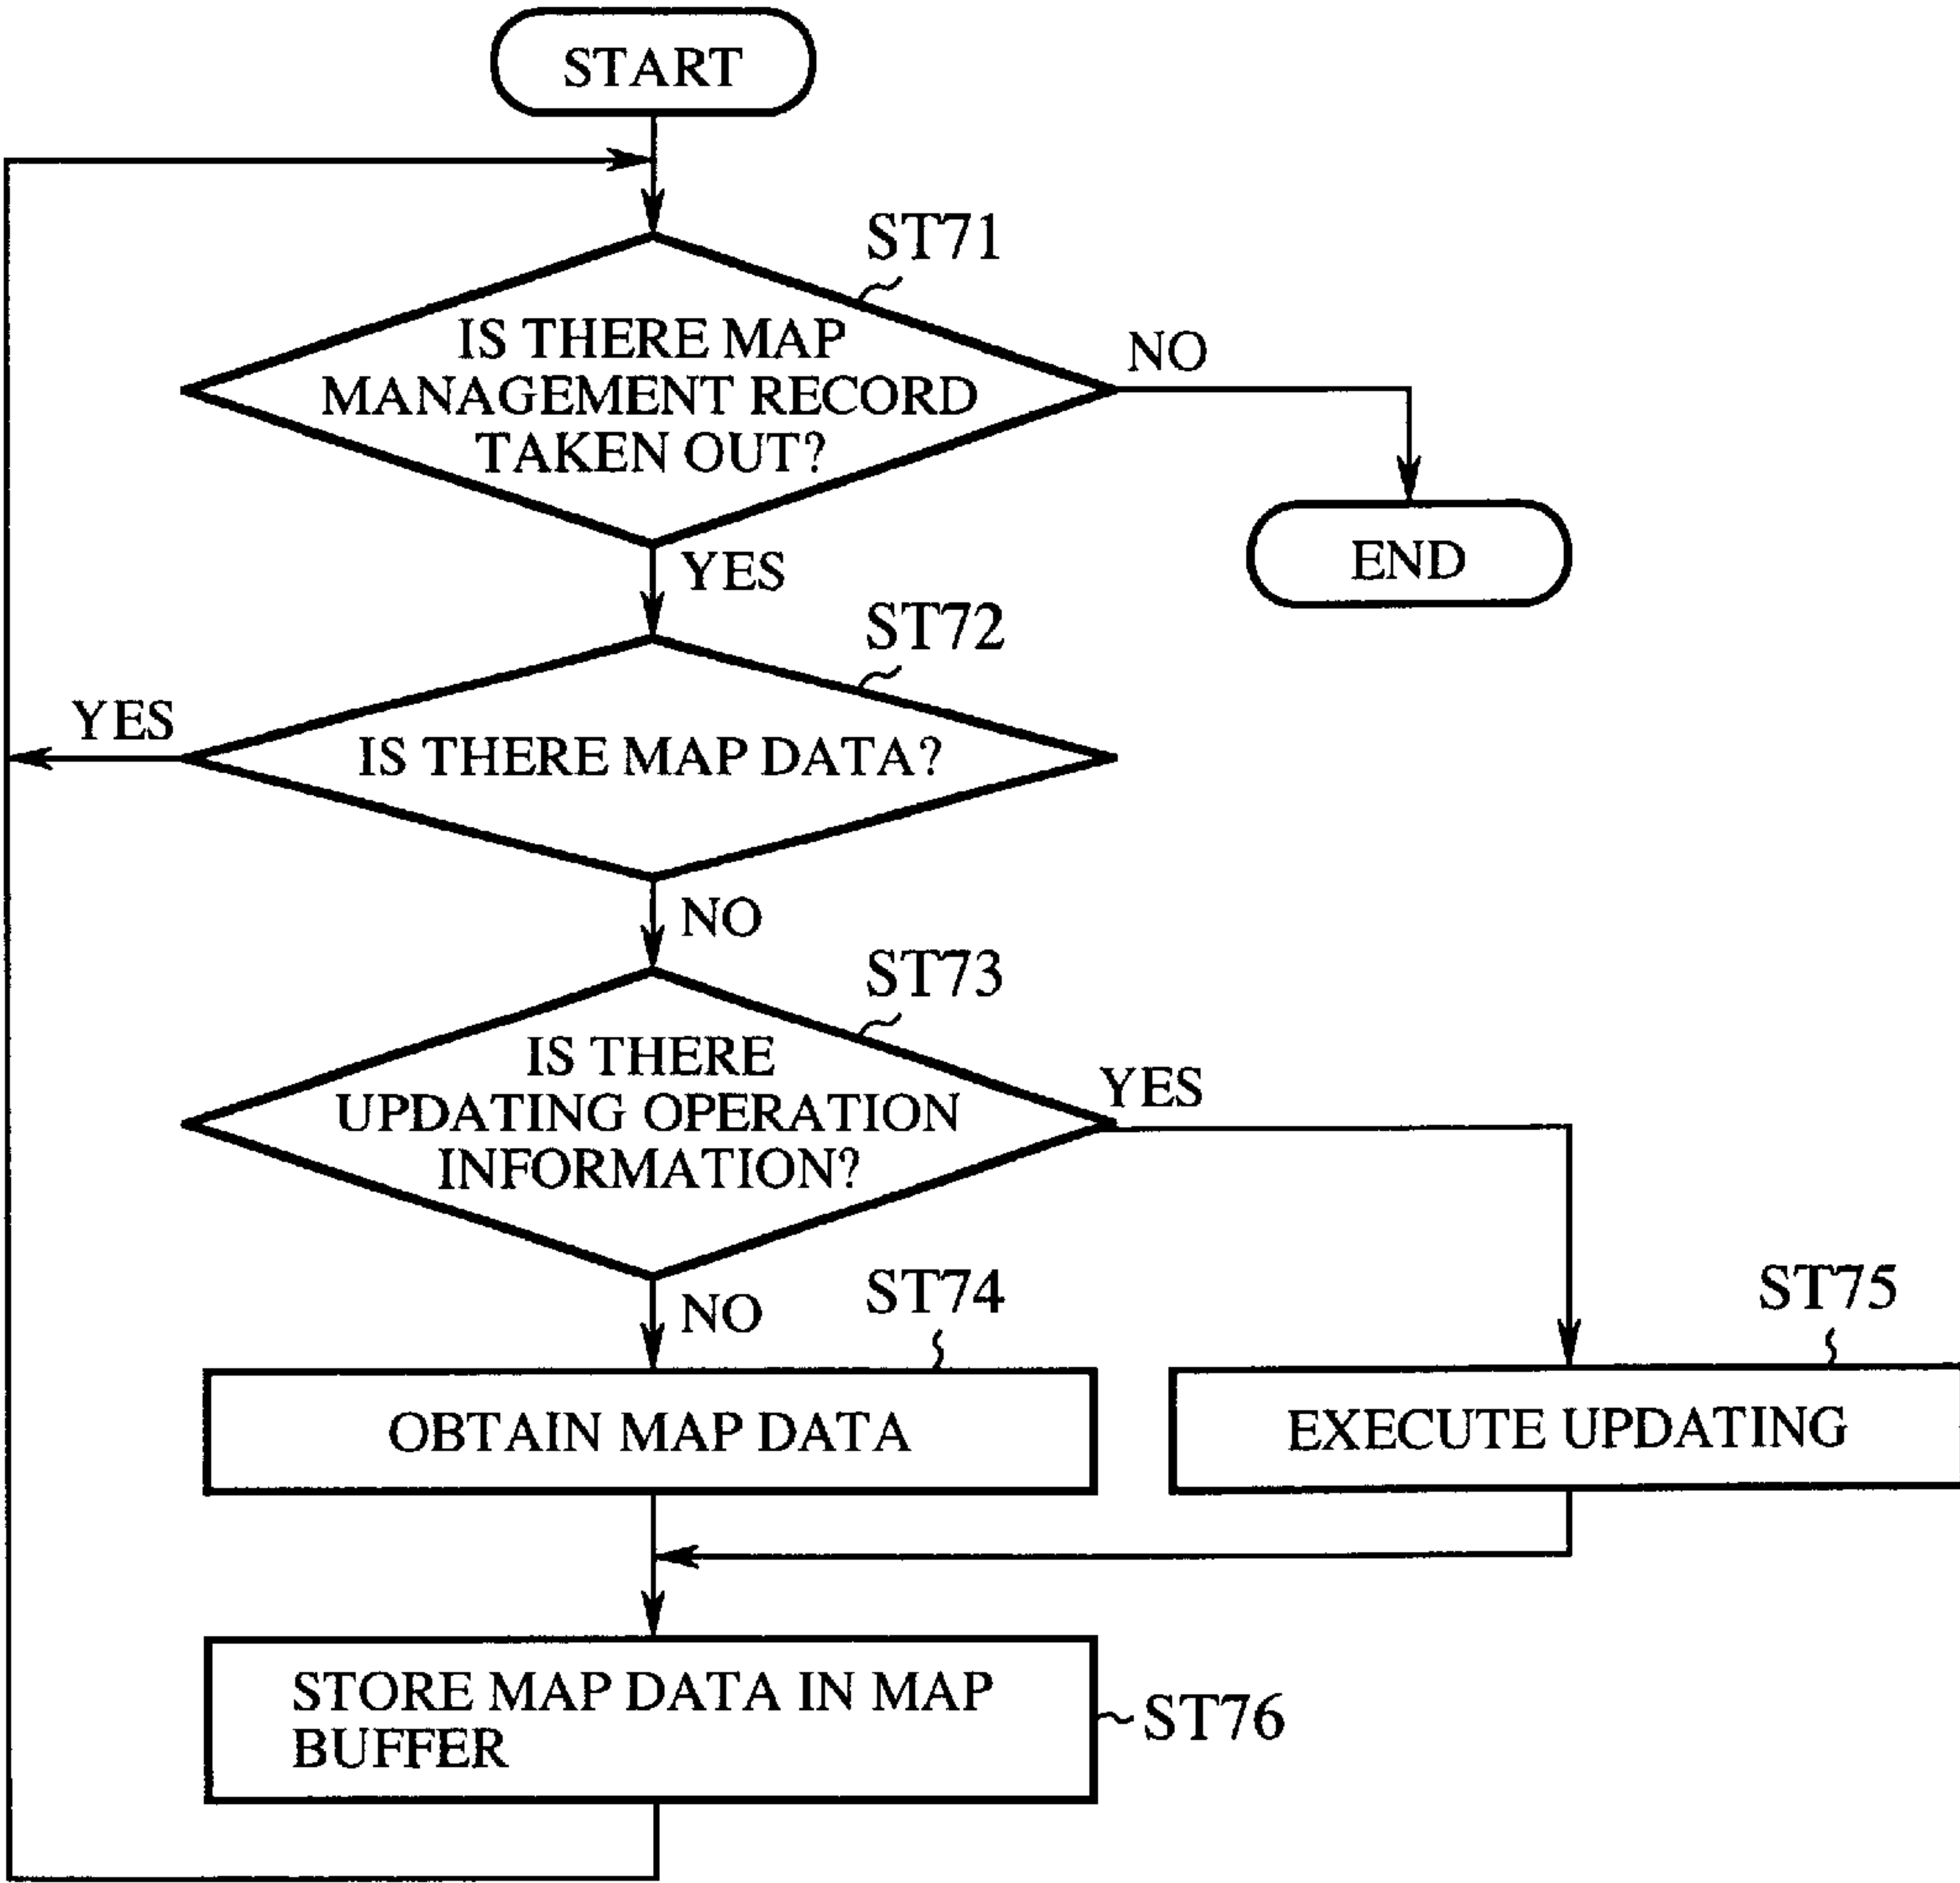 START
ST71
IS THERE MAP
MANAGEMENT RECORD
TAKEN OUT?
NO
END
YES
ST72
YES
IS THERE MAP DATA?
NO
ST73
IS THERE
UPDATING OPERATION
INFORMATION?
YES
NO
ST74
ST75
OBTAIN MAP DATA
EXECUTE UPDATING
STORE MAP DATA IN MAP
BUFFER
ST76